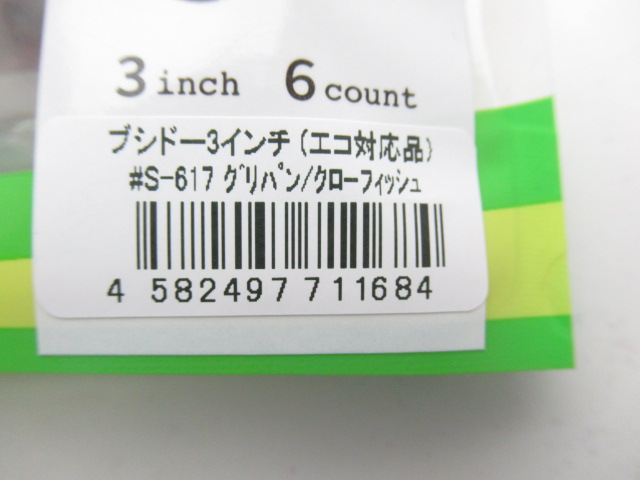 3 inch 6 count
ブシドー3インチ (エコ対応品)
#S-617 グリパン/クローフィッシュ
4 582497 711684